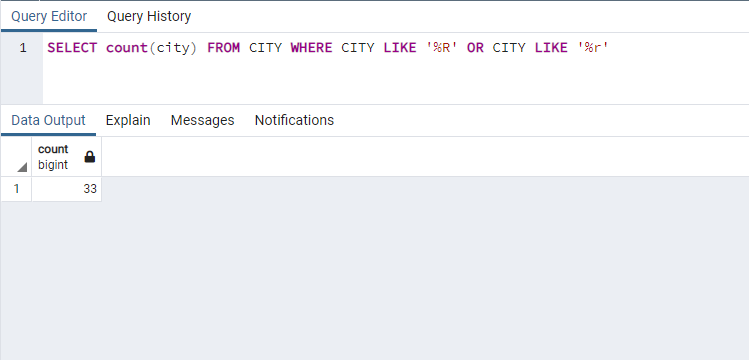 Query Editor Query History
1 SELECT count(city) FROM CITY WHERE CITY LIKE '%R' OR CITY LIKE '%r'
Data Output Explain Messages Notifications
count
bigint
1 33